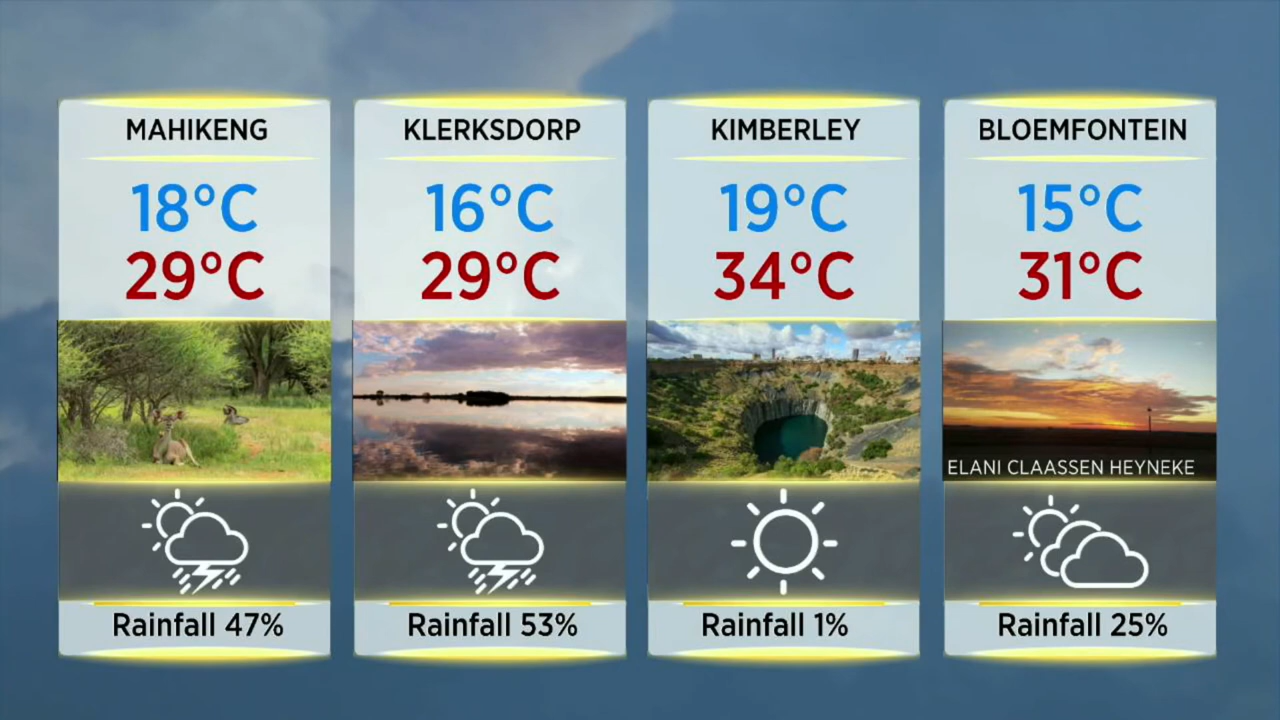 MAHIKENG
18°C
29°C
Rainfall 47%
KLERKSDORP
16°C
29°C
Rainfall 53%
KIMBERLEY
19°C
34°C
Rainfall 1%
BLOEMFONTEIN
15°C
31°C
ELANI CLAASSEN HEYNEKE
Rainfall 25%